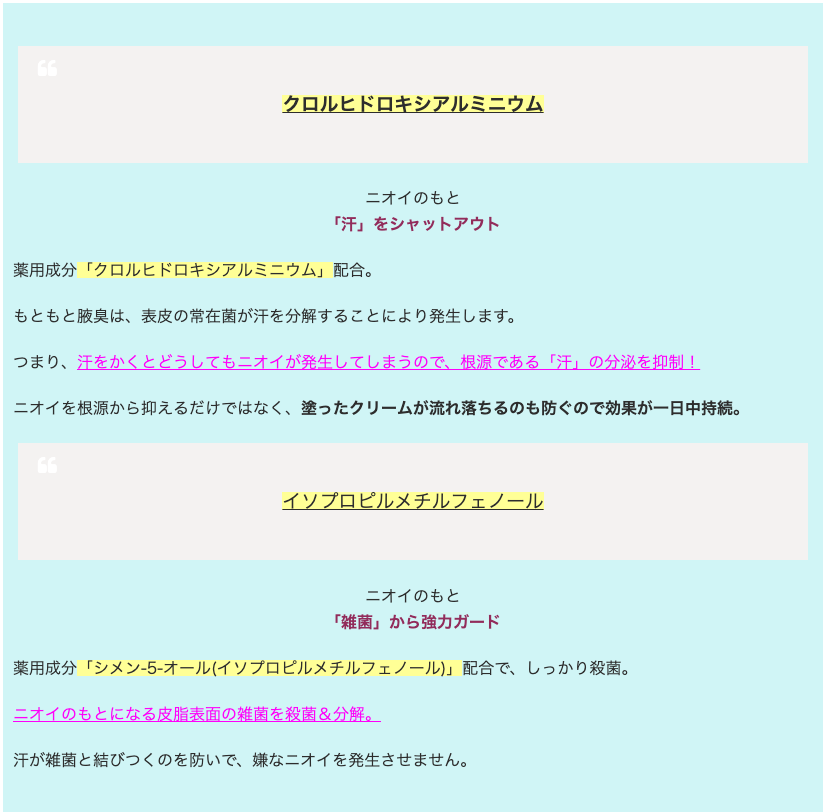 クロルヒドロキシアルミニウム
ニオイのもと
「汗」をシャットアウト
薬用成分「クロルヒドロキシアルミニウム」配合。
もともと腋臭は、表皮の常在菌が汗を分解することにより発生します。
つまり、汗をかくとどうしてもニオイが発生してしまうので、根源である「汗」の分泌を抑制！
ニオイを根源から抑えるだけではなく、塗ったクリームが流れ落ちるのも防ぐので効果が一日中持続。
イソプロピルメチルフェノール
ニオイのもと
「雑菌」から強力ガード
薬用成分「シメン-5-オール(イソプロピルメチルフェノール)」配合で、しっかり殺菌。
ニオイのもとになる皮脂表面の雑菌を殺菌＆分解。
汗が雑菌と結びつくのを防いで、嫌なニオイを発生させません。